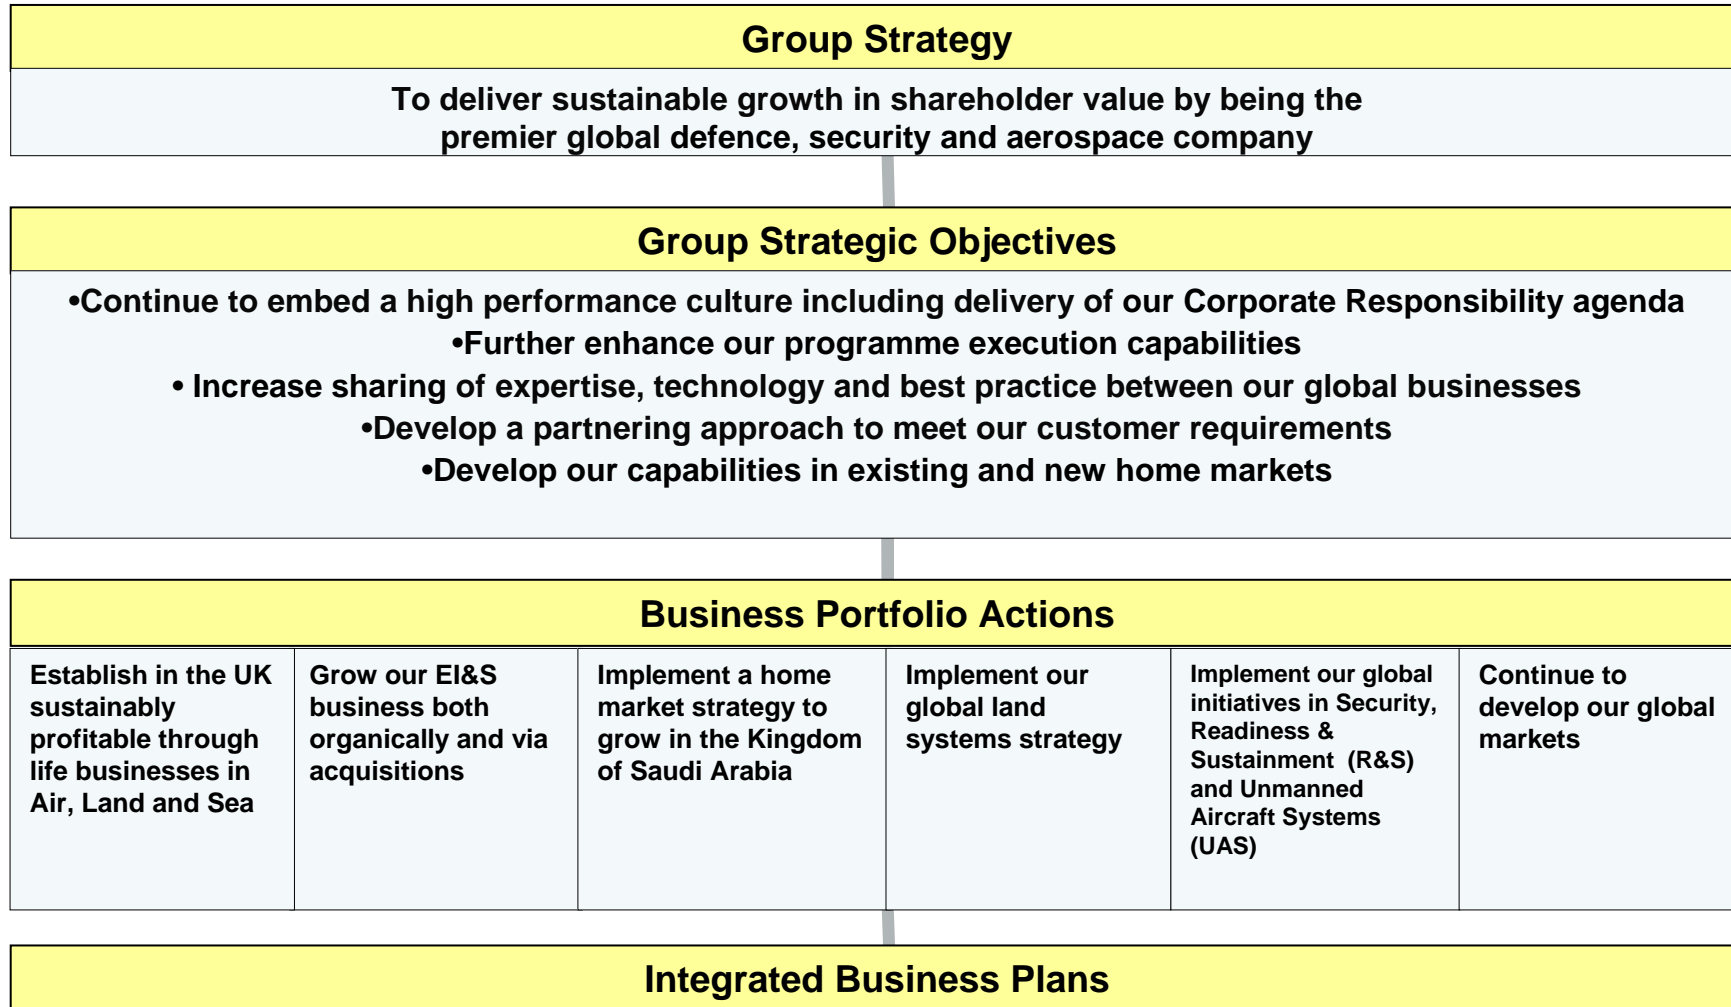 Group Strategy
To deliver sustainable growth in shareholder value by being the
premier global defence, security and aerospace company
Group Strategic Objectives
•Continue to embed a high performance culture including delivery of our Corporate Responsibility agenda
•Further enhance our programme execution capabilities
• Increase sharing of expertise, technology and best practice between our global businesses
•Develop a partnering approach to meet our customer requirements
•Develop our capabilities in existing and new home markets
Business Portfolio Actions
Establish in the UK
sustainably
profitable through
life businesses in
Air, Land and Sea
Grow our EI&S
business both
organically and via
acquisitions
Implement a home
market strategy to
grow in the Kingdom
of Saudi Arabia
Implement our
global land
systems strategy
Implement our global
initiatives in Security,
Readiness &
Sustainment (R&S)
and Unmanned
Aircraft Systems
(UAS)
Continue to
develop our global
markets
Integrated Business Plans